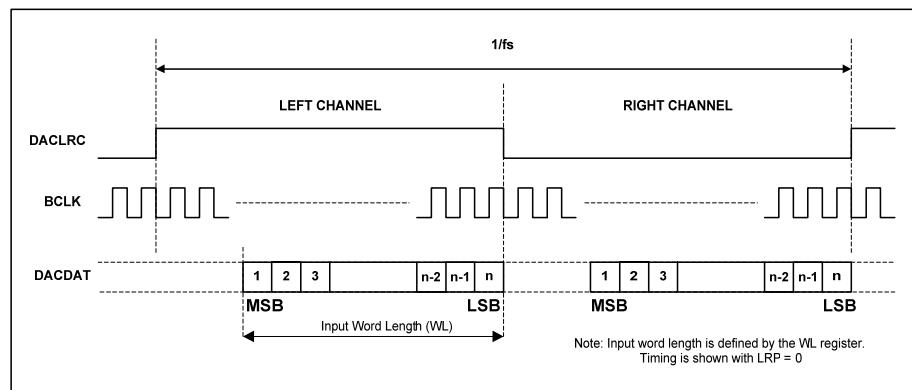 1/fs
LEFT CHANNEL
RIGHT CHANNEL
DACLRC
BCLK
DACDAT
1 2 3 n-2 n-1 n
1 2 3 n-2 n-1 n
MSB
LSB
MSB
LSB
Input Word Length (WL)
Note: Input word length is defined by the WL register.
Timing is shown with LRP = 0